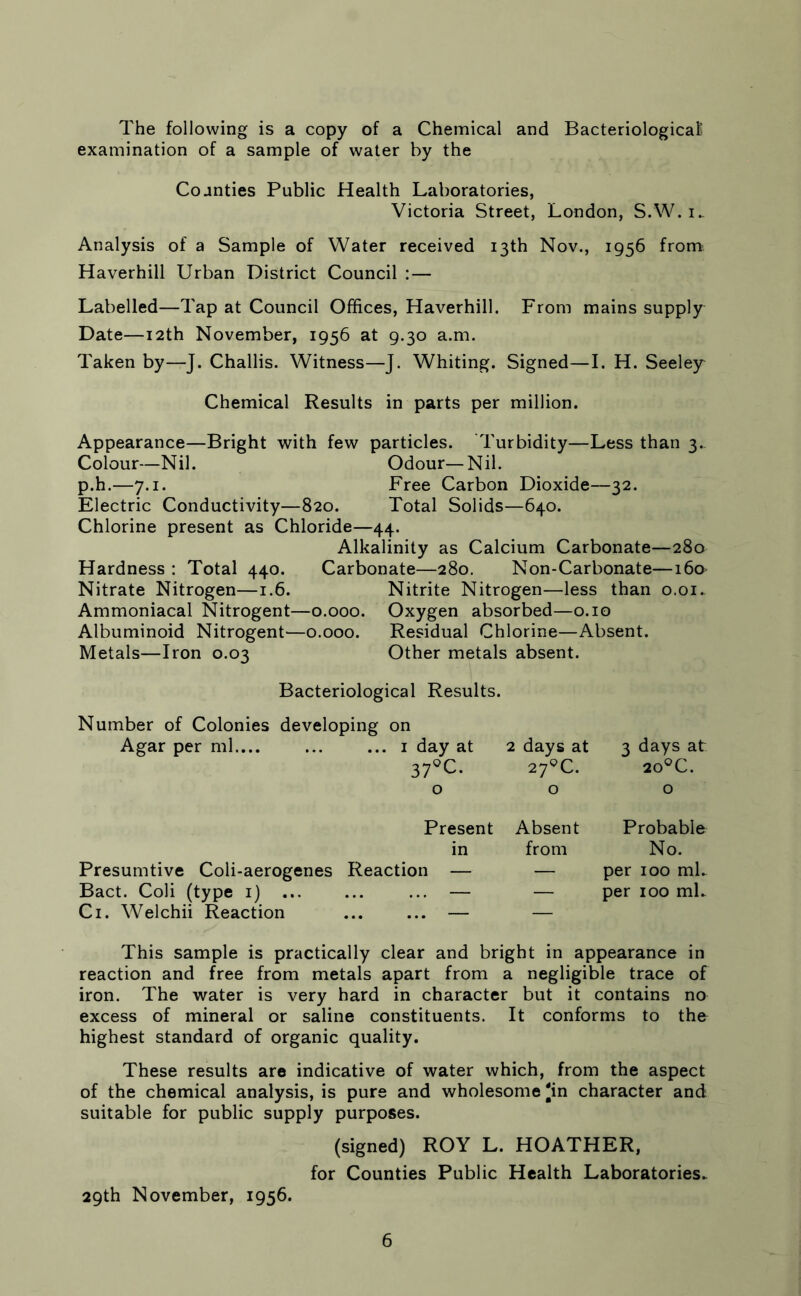 The following is a copy of a Chemical and Bacteriological
examination of a sample of water by the
Counties Public Health Laboratories,
Victoria Street, London, S.W. 1.
Analysis of a Sample of Water received 13th Nov., 1956 from
Haverhill Urban District Council :—
Labelled—Tap at Council Offices, Haverhill. From mains supply
Date—12th November, 1956 at 9.30 a.m.
Taken by—J. Challis. Witness—J. Whiting. Signed—I. H. Seeley
Chemical Results in parts per million.
Appearance—Bright with few particles. Turbidity—Less than 3.
Colour—Nil. Odour—Nil.
p.h.—7.1. Free Carbon Dioxide—32.
Electric Conductivity—820. Total Solids—640.
Chlorine present as Chloride—44.
Alkalinity as Calcium Carbonate—280
Hardness : Total 440. Carbonate—280. Non-Carbonate—160
Nitrate Nitrogen—1.6. Nitrite Nitrogen—less than 0.01.
Ammoniacal Nitrogent—0.000. Oxygen absorbed—0.10
Albuminoid Nitrogent—0.000. Residual Chlorine—Absent.
Metals—Iron 0.03 Other metals absent.
Bacteriological Results.
Number of Colonies developing on
Agar per ml.... ... ... 1 day at 2 days at 3 days at
37°C. 27°C. 20°C.
0 0 0
Present Absent Probable
in from No.
Presumtive Coli-aerogenes Reaction — — per 100 ml.
Bact. Coli (type 1) ... ... ... — — per 100 ml.
C1. Welchii Reaction ... ... — —
This sample is practically clear and bright in appearance in
reaction and free from metals apart from a negligible trace of
iron. The water is very hard in character but it contains no
excess of mineral or saline constituents. It conforms to the
highest standard of organic quality.
These results are indicative of water which, from the aspect
of the chemical analysis, is pure and wholesome in character and
suitable for public supply purposes.
(signed) ROY L. HOATHER,
for Counties Public Health Laboratories.
29th November, 1956.
6